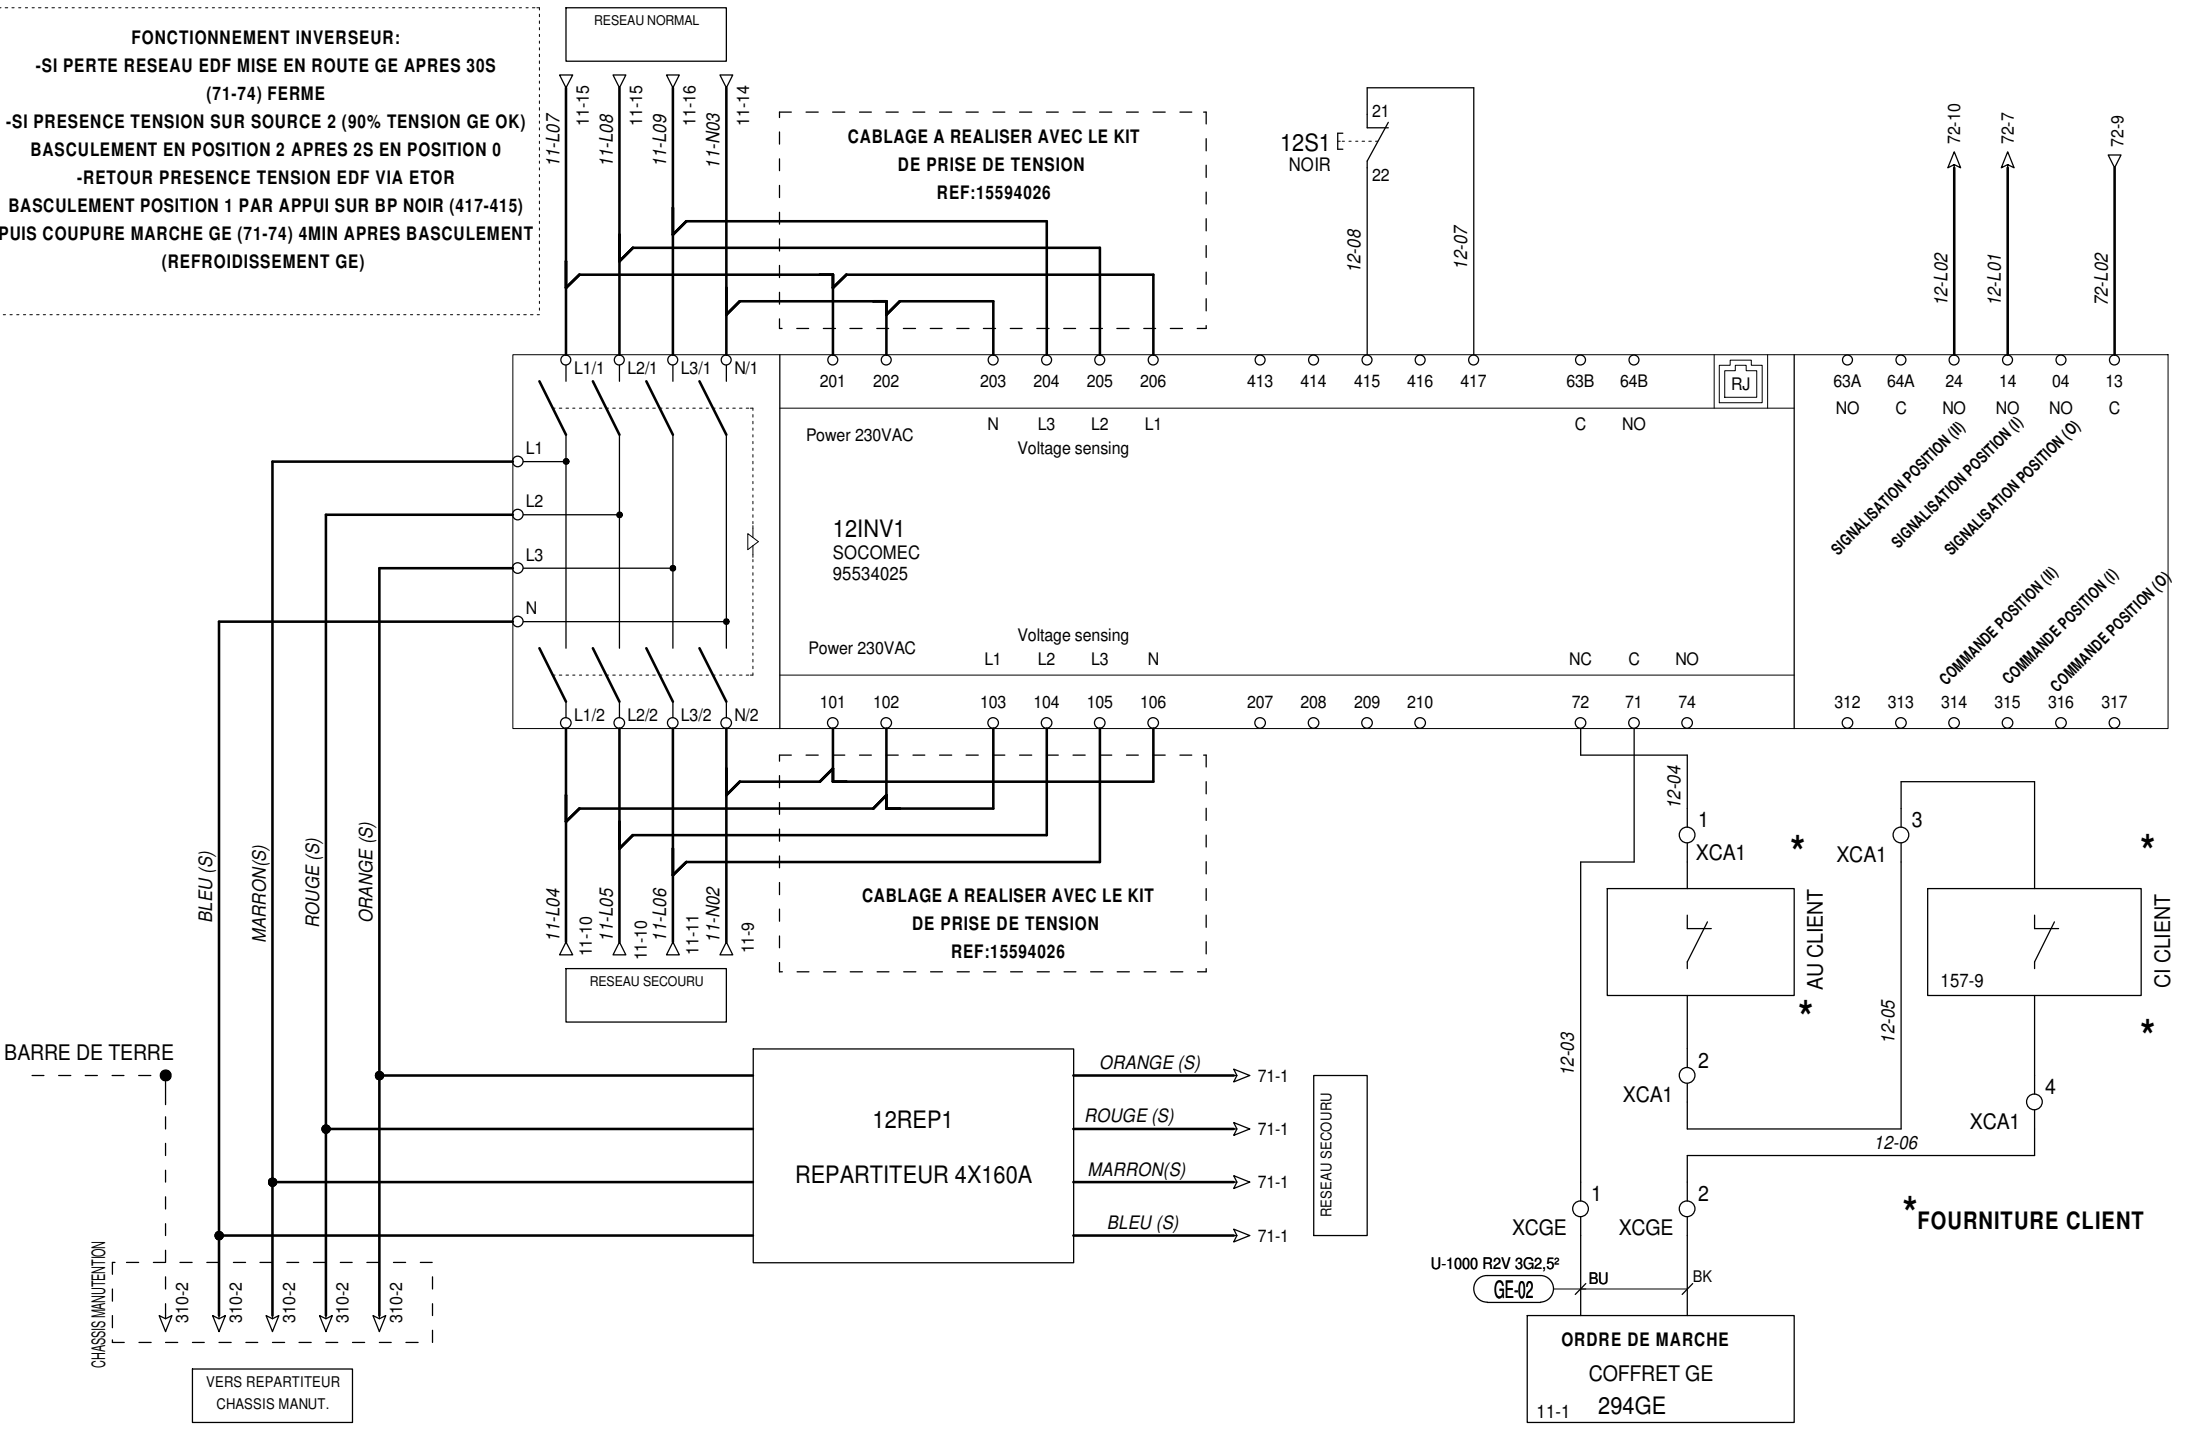 FONCTIONNEMENT INVERSEUR:
-SI PERTE RESEAU EDF MISE EN ROUTE GE APRES 30S
(71-74) FERME
-SI PRESENCE TENSION SUR SOURCE 2 (90% TENSION GE OK)
BASCULEMENT EN POSITION 2 APRES 2S EN POSITION 0
-RETOUR PRESENCE TENSION EDF VIA ETOR
BASCULEMENT POSITION 1 PAR APPUI SUR BP NOIR (417-415)
PUIS COUPURE MARCHE GE (71-74) 4MIN APRES BASCULEMENT
(REFROIDISSEMENT GE)
RESEAU NORMAL
11-L07 11-15
11-L08 11-15
11-L09 11-16
11-N03 11-14
CABLAGE A REALISER AVEC LE KIT
DE PRISE DE TENSION
REF:15594026
12S1
NOIR
21
22
12-08
12-07
12-L02 72-10
12-L01 72-7
72-L02 72-9
L1/1 L2/1 L3/1 N/1
201 202 203 204 205 206 413 414 415 416 417 63B 64B RJ 63A 64A 24 14 04 13
NO C NO NO NO C
Power 230VAC
N L3 L2 L1
Voltage sensing
C NO
SIGNALISATION POSITION (II)
SIGNALISATION POSITION (I)
SIGNALISATION POSITION (O)
L1
L2
L3
N
12INV1
SOCOMEC
95534025
COMMANDE POSITION (II)
COMMANDE POSITION (I)
COMMANDE POSITION (O)
Voltage sensing
Power 230VAC
L1 L2 L3 N
NC C NO
L1/2 L2/2 L3/2 N/2
101 102 103 104 105 106 207 208 209 210 72 71 74 312 313 314 315 316 317
BLEU (S)
MARRON(S)
ROUGE (S)
ORANGE (S)
11-L04 11-10
11-L05 11-10
11-L06 11-11
11-N02 11-9
RESEAU SECOURU
CABLAGE A REALISER AVEC LE KIT
DE PRISE DE TENSION
REF:15594026
12-04
1
XCA1
*
3
XCA1
*
AU CLIENT
*
157-9
CI CLIENT
*
12-03
12-05
2
XCA1
4
XCA1
12-06
BARRE DE TERRE
12REP1
REPARTITEUR 4X160A
ORANGE (S) 71-1
ROUGE (S) 71-1
MARRON(S) 71-1
BLEU (S) 71-1
RESEAU SECOURU
1
XCGE
2
XCGE
*FOURNITURE CLIENT
U-1000 R2V 3G2,5²
GE-02
BU
BK
ORDRE DE MARCHE
COFFRET GE
294GE
11-1
CHASSIS MANUTENTION
310-2 310-2 310-2 310-2 310-2
VERS REPARTITEUR
CHASSIS MANUT.